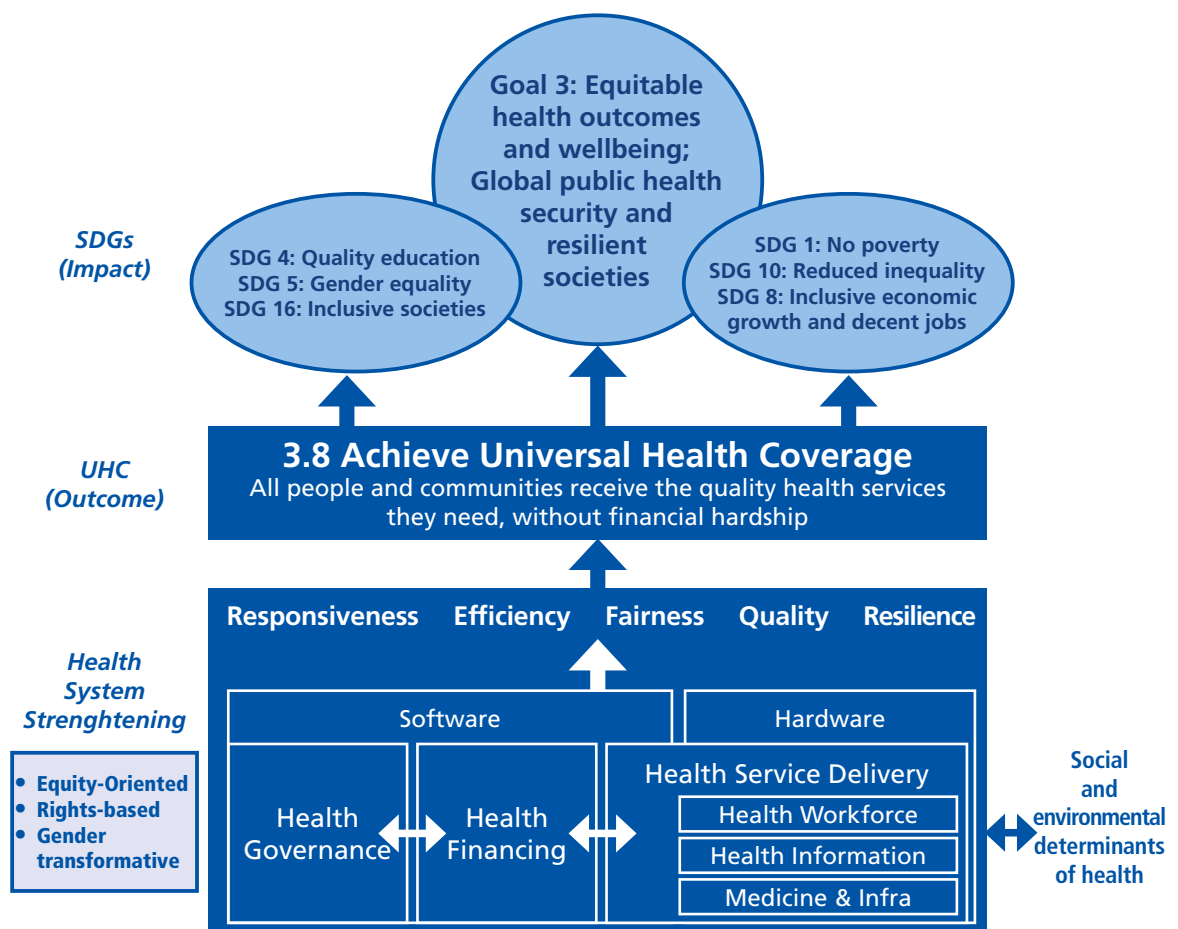 Goal 3: Equitable
health outcomes
and wellbeing;
Global public health
security and
resilient
societies
SDGs
(Impact)
SDG 4: Quality education
SDG 5: Gender equality
SDG 16: Inclusive societies
SDG 1: No poverty
SDG 10: Reduced inequality
SDG 8: Inclusive economic
growth and decent jobs
UHC
(Outcome)
3.8 Achieve Universal Health Coverage
All people and communities receive the quality health services
they need, without financial hardship
Responsiveness Efficiency Fairness Quality Resilience
Health
System
Strenghtening
• Equity-Oriented
• Rights-based
• Gender
transformative
Software
Hardware
Health
Governance
Health
Financing
Health Service Delivery
Health Workforce
Health Information
Medicine & Infra
Social
and
environmental
determinants
of health